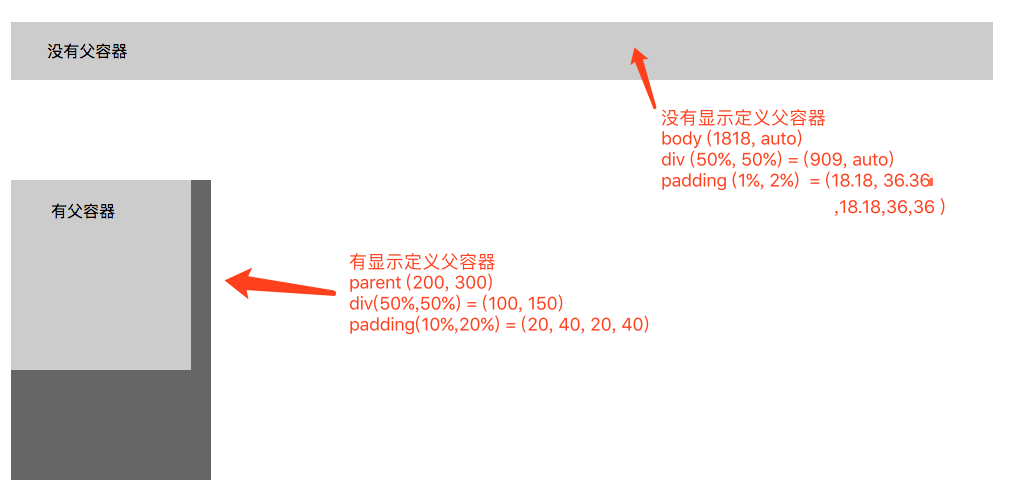 没有父容器
没有显示定义父容器
body (1818, auto)
div (50%, 50%) = (909, auto)
padding (1%, 2%) = (18.18, 36.36
,18.18,36,36 )
有父容器
有显示定义父容器
parent (200, 300)
div(50%,50%) = (100, 150)
padding(10%,20%) = (20, 40, 20, 40)